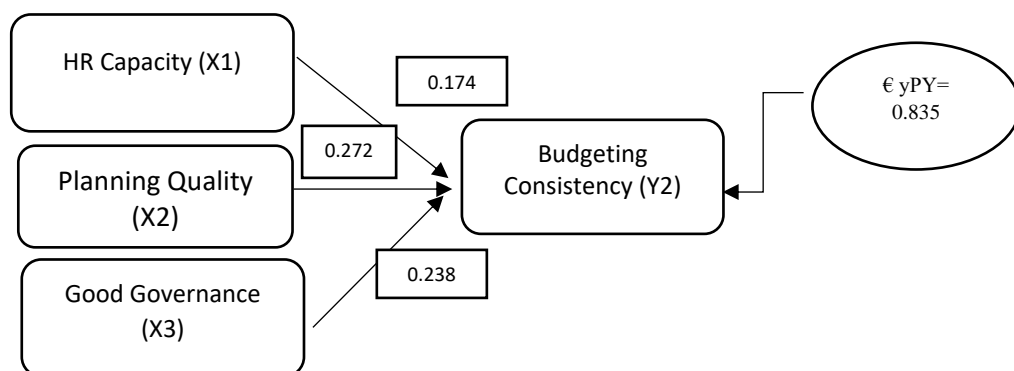 HR Capacity (X1)
0.174
€ yPY=
0.835
0.272
Budgeting
Consistency (Y2)
Planning Quality
(X2)
0.238
Good Governance
(X3)